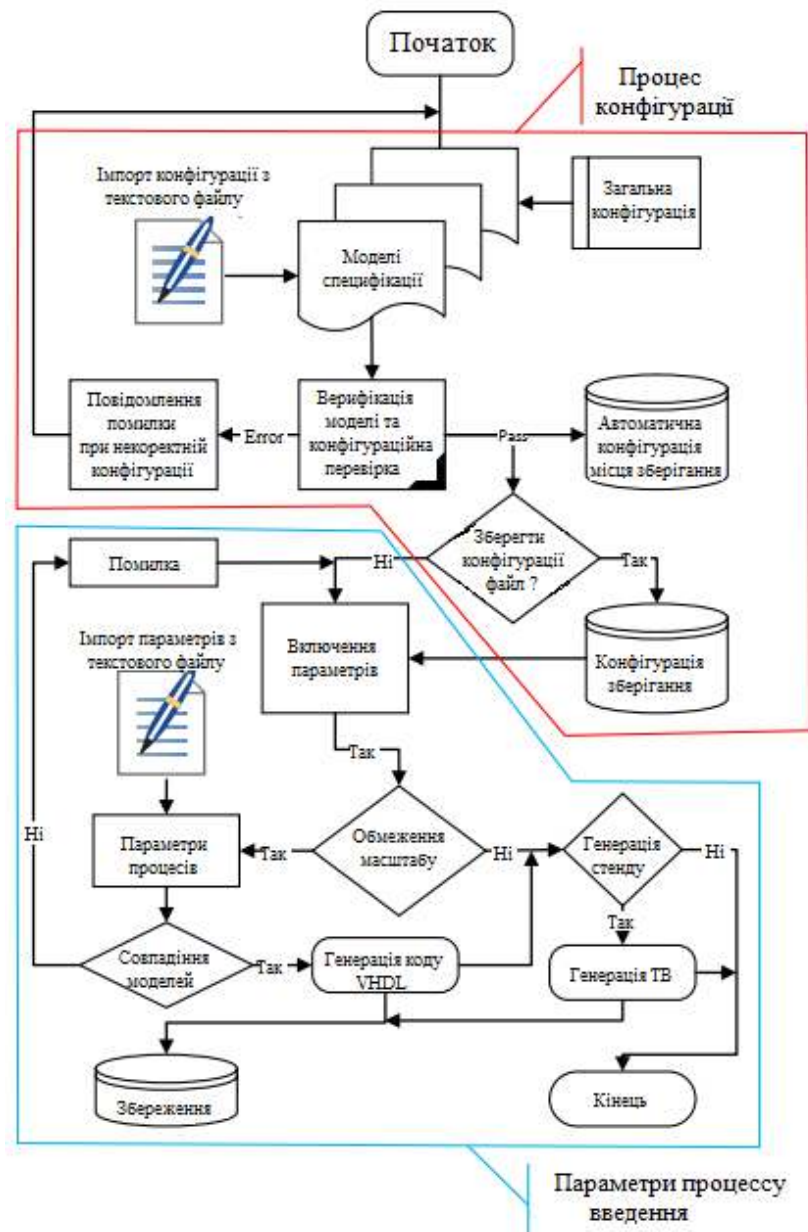 Початок
Процес
конфігурації
Імпорт конфігурації з
текстового файлу
Загальна
конфігурація
Моделі
специфікації
Повідомлення
помилки
при некоректній
конфігурації
Error
Верифікація
моделі та
конфігураційна
перевірка
Pass
Автоматична
конфігурація
місця зберігання
Зберегти
конфігурації
файл ?
Ні
Так
Помилка
Імпорт параметрів з
текстового файлу
Включення
параметрів
Конфігурація
зберігання
Так
Ні
Параметри
процесів
Так
Обмеження
масштабу
Ні
Генерація
стенду
Ні
Так
Совпадіння
моделей
Так
Генерація коду
VHDL
Генерація ТВ
Збереження
Кінець
Параметри процессу
введення